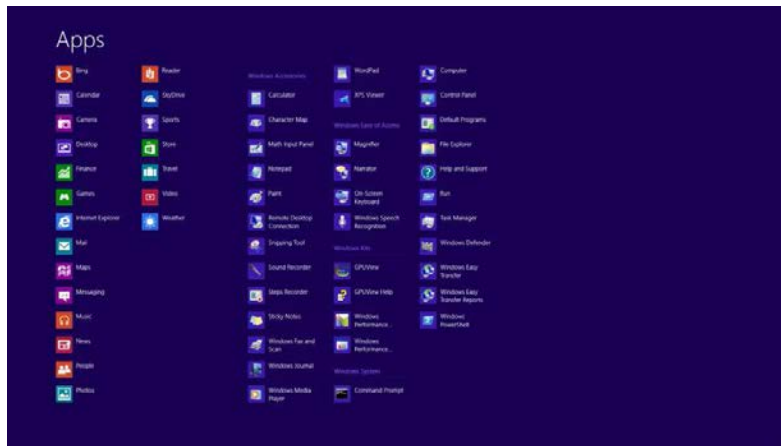 Apps
Bing
Calendar
Camera
Desktop
Finance
Games
Internet Explorer
Mail
Maps
Messaging
Music
News
People
Photos
Reader
SkyDrive
Sports
Store
Travel
Video
Weather
Windows Accessories
Calculator
Character Map
Math Input Panel
Notepad
Paint
Remote Desktop
Connection
Snipping Tool
Sound Recorder
Steps Recorder
Sticky Notes
Windows Fax and
Scan
Windows Journal
Windows Media
Player
WordPad
XPS Viewer
Windows Ease of Access
Magnifier
Narrator
On-Screen
Keyboard
Windows Speech
Recognition
Windows Kits
GPUView
GPUView Help
Windows
Performance...
Windows
Performance...
Windows System
Command Prompt
Computer
Control Panel
Default Programs
File Explorer
Help and Support
Run
Task Manager
Windows Defender
Windows Easy
Transfer
Windows Easy
Transfer Reports
Windows
PowerShell